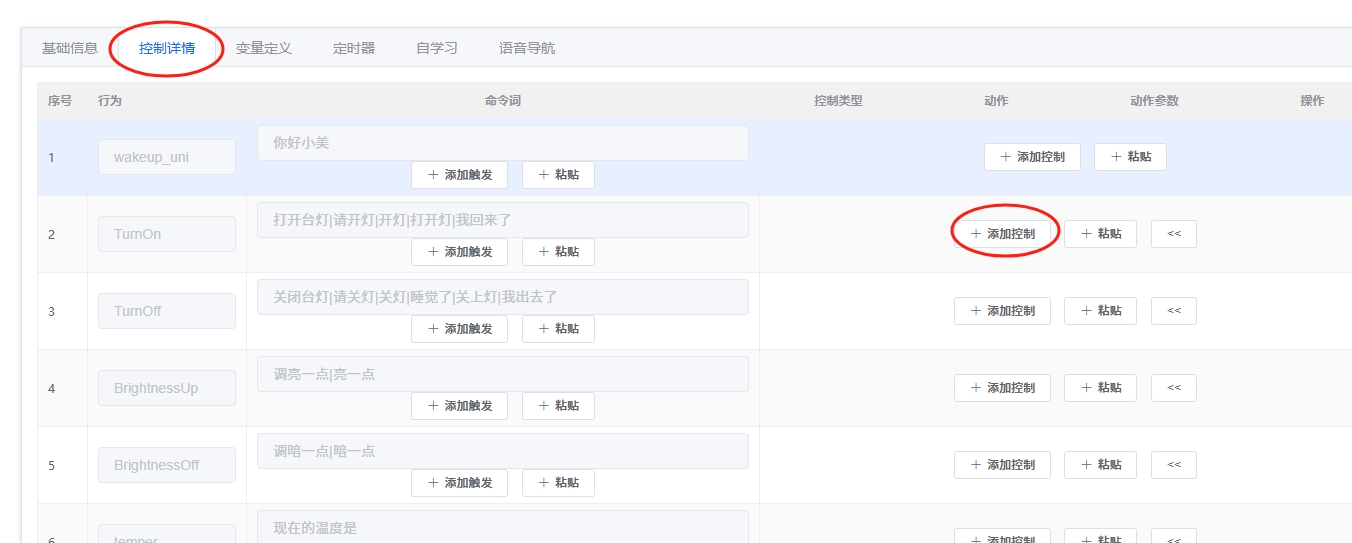 基础信息 控制详情 变量定义 定时器 自学习 语音导航
序号 行为 命令词 控制类型 动作 动作参数 操作
1 wakeup_uni 你好小美 + 添加控制 + 粘贴
+ 添加触发 + 粘贴
2 TurnOn 打开台灯|请开灯|开灯|打开灯|我回来了 + 添加控制 + 粘贴 <<
+ 添加触发 + 粘贴
3 TurnOff 关闭台灯|请关灯|关灯|睡觉了|关上灯|我出去了 + 添加控制 + 粘贴 <<
+ 添加触发 + 粘贴
4 BrightnessUp 调亮一点|亮一点 + 添加控制 + 粘贴 <<
+ 添加触发 + 粘贴
5 BrightnessOff 调暗一点|暗一点 + 添加控制 + 粘贴 <<
+ 添加触发 + 粘贴
6 temper 现在的温度是 + 添加控制 + 粘贴 <<